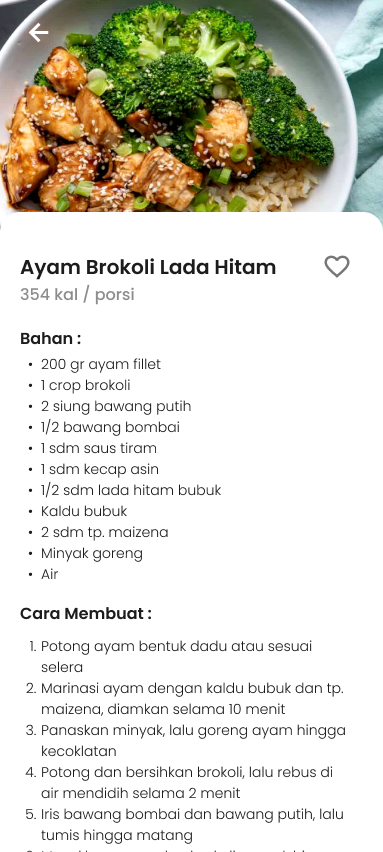 Ayam Brokoli Lada Hitam
354 kal / porsi
Bahan :
• 200 gr ayam fillet
• 1 crop brokoli
• 2 siung bawang putih
• 1/2 bawang bombai
• 1 sdm saus tiram
• 1 sdm kecap asin
• 1/2 sdm lada hitam bubuk
• Kaldu bubuk
• 2 sdm tp. maizena
• Minyak goreng
• Air
Cara Membuat :
1. Potong ayam bentuk dadu atau sesuai
selera
2. Marinasi ayam dengan kaldu bubuk dan tp.
maizena, diamkan selama 10 menit
3. Panaskan minyak, lalu goreng ayam hingga
kecoklatan
4. Potong dan bersihkan brokoli, lalu rebus di
air mendidih selama 2 menit
5. Iris bawang bombai dan bawang putih, lalu
tumis hingga matang